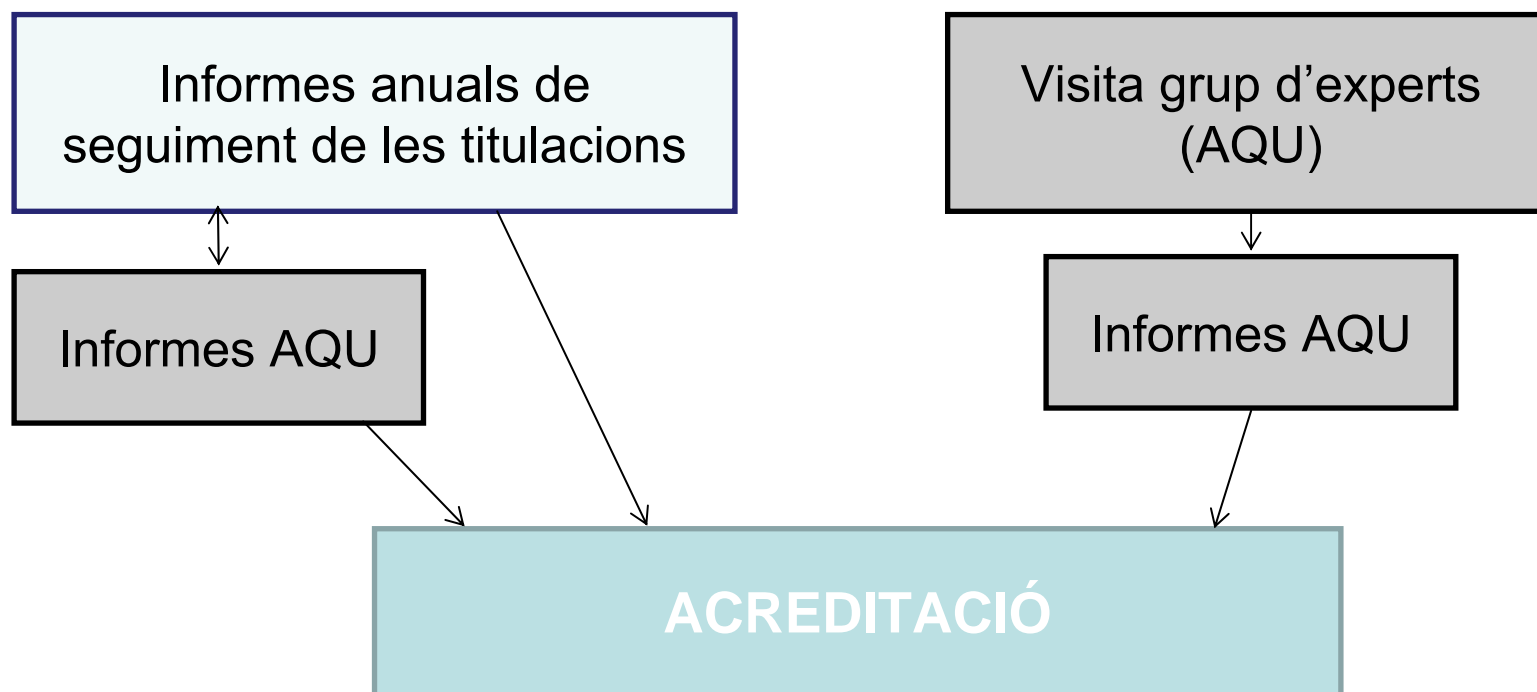 Informes anuals de
seguiment de les titulacions
Visita grup d’experts
(AQU)
Informes AQU
Informes AQU
ACREDITACIÓ